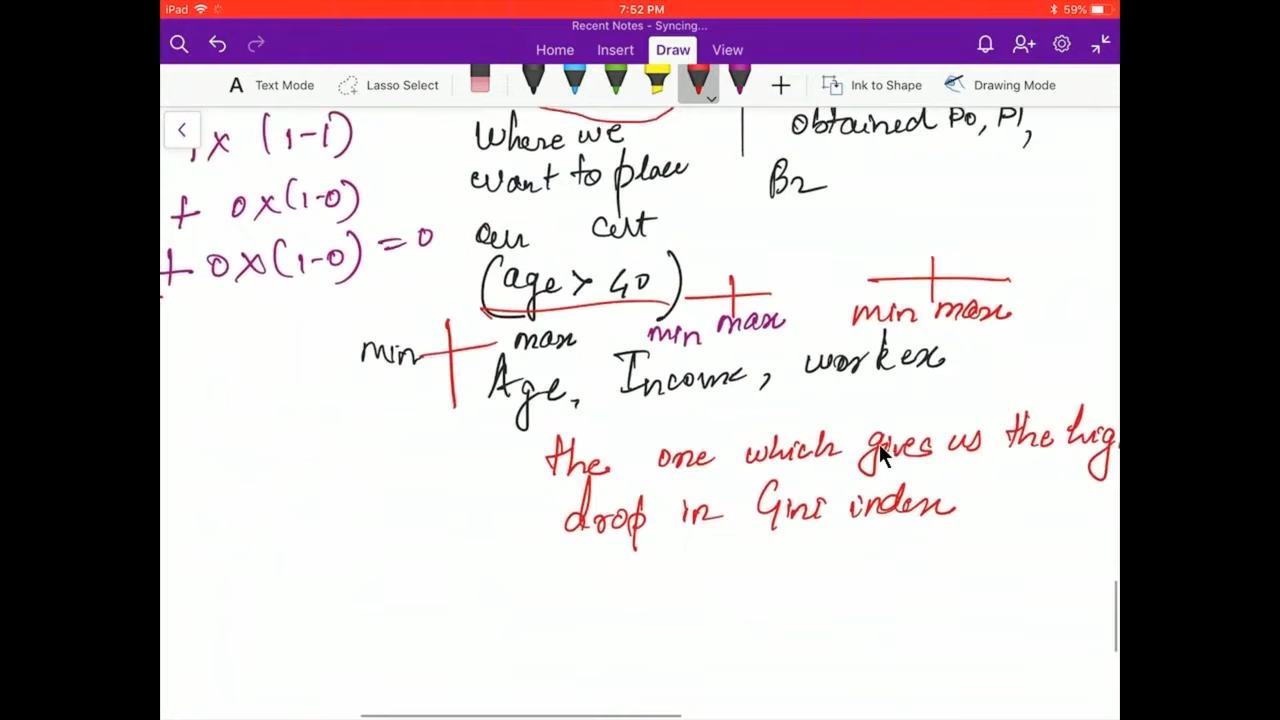 iPad 7:52 PM 59%
Recent Notes - Syncing...
Home Insert Draw View
A Text Mode Lasso Select Ink to Shape Drawing Mode
x (1-1)
+ 0x(1-0)
+ 0x(1-0) = 0
where we
want to place
our cut
(age > 40)
obtained P0, P1,
P2
min max
min max
min max
Age, Income, workex
the one which gives us the hig
drop in Gini index